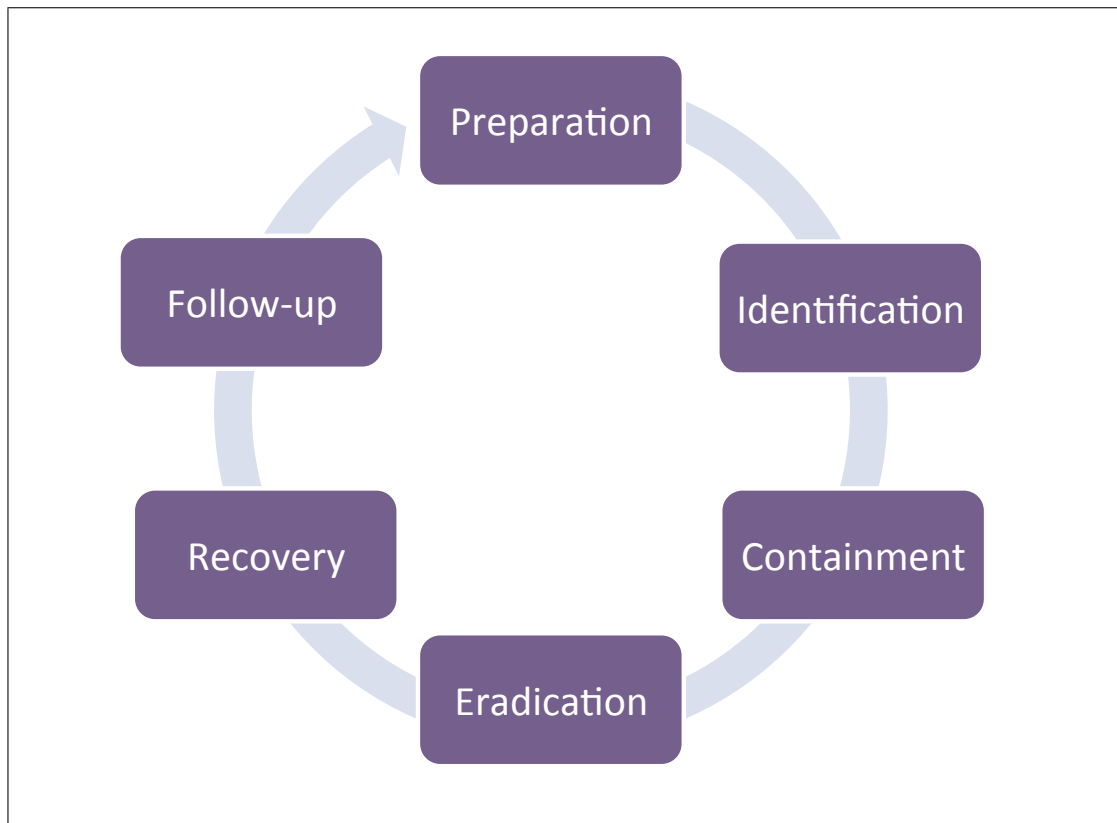 Preparation
Identification
Containment
Eradication
Recovery
Follow-up